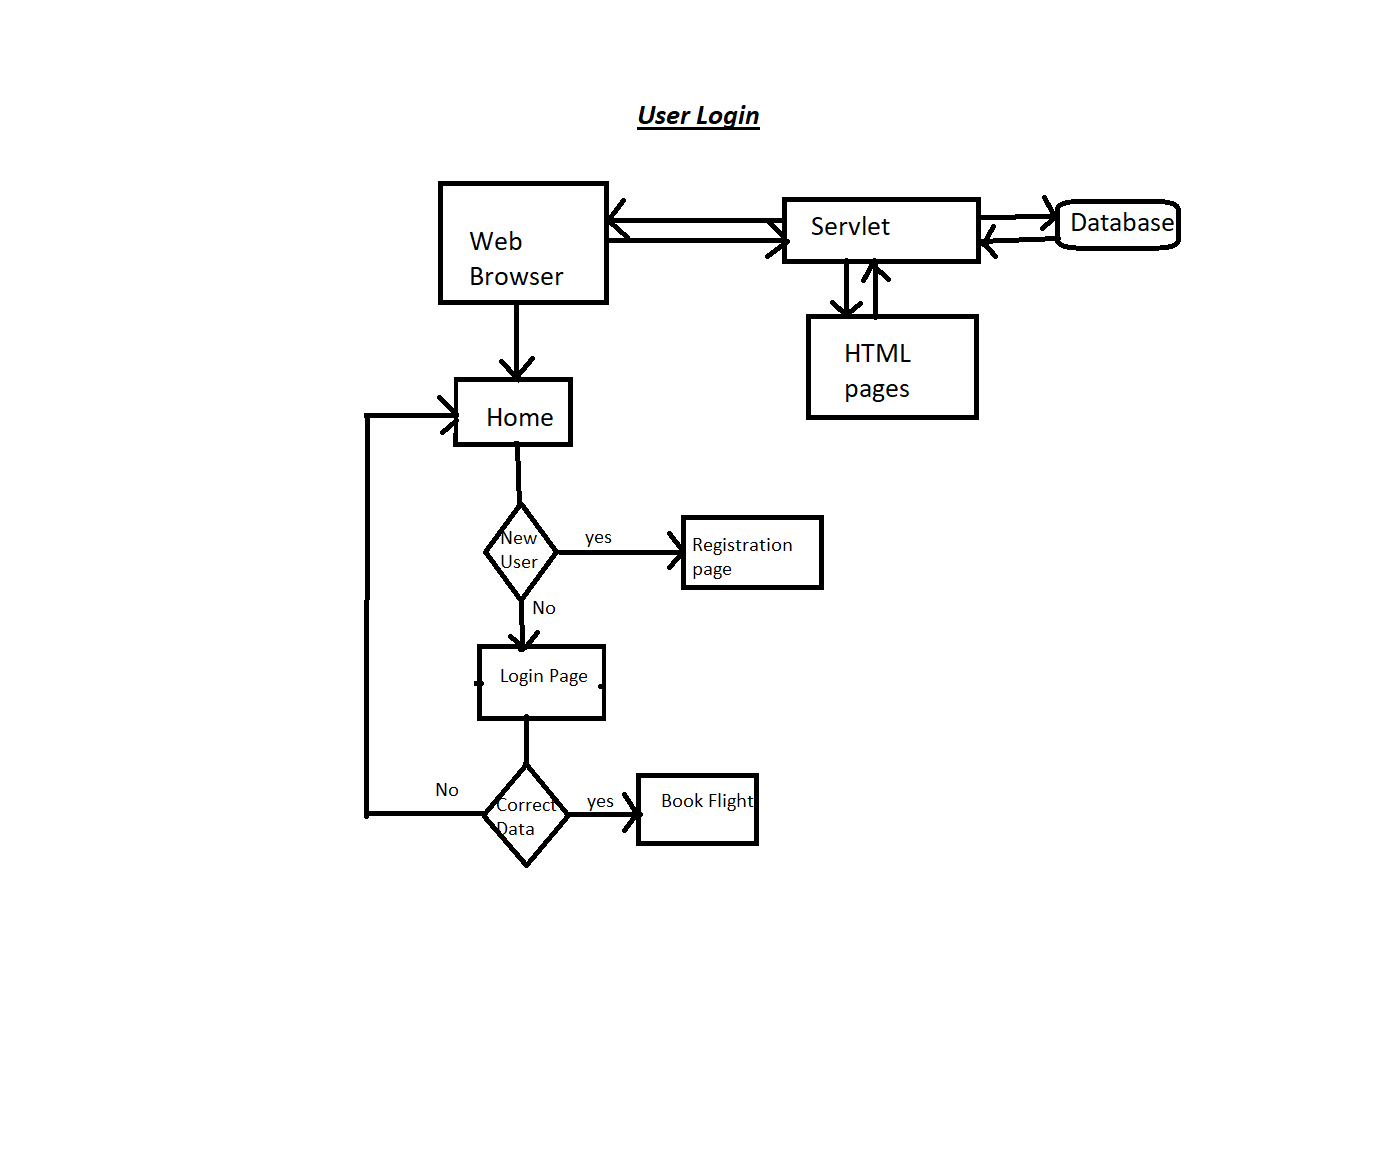 User Login
Web
Browser
Servlet
Database
HTML
pages
Home
New
User
yes
Registration
page
No
Login Page
No
Correct
Data
yes
Book Flight